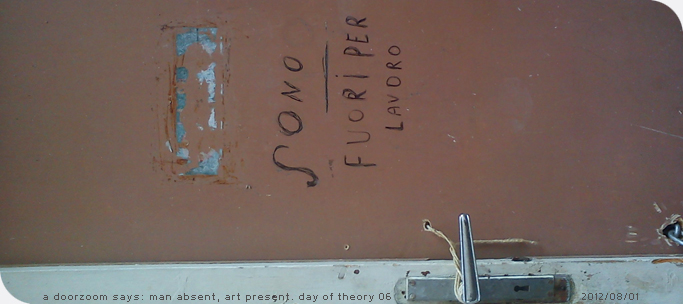 SONO
FUORI PER
LAVORO
a doorzoom says: man absent, art present. day of theory 06
2012/08/01